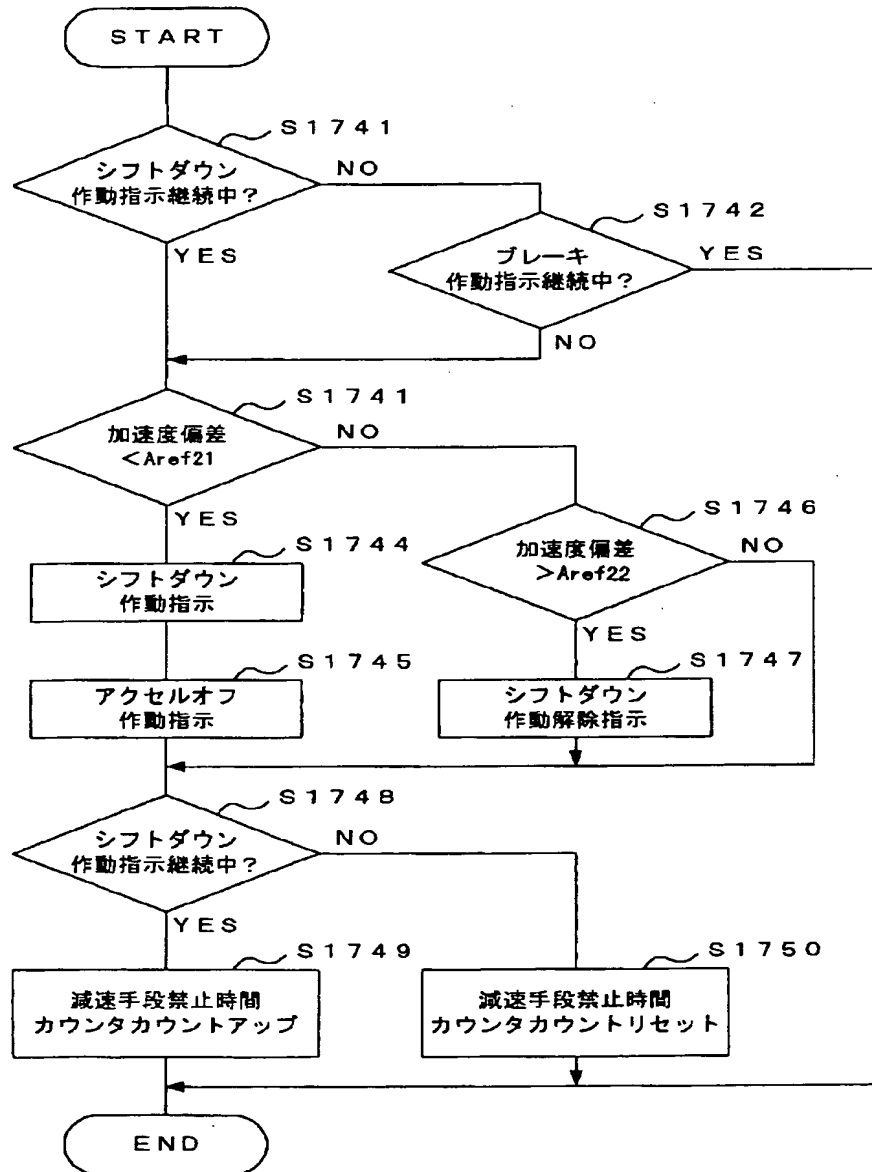 START
S1741
シフトダウン
作動指示継続中?
NO
YES
S1742
ブレーキ
作動指示継続中?
YES
NO
S1741
加速度偏差
<Aref21
NO
YES
S1746
加速度偏差
>Aref22
NO
YES
S1744
シフトダウン
作動指示
S1745
アクセルオフ
作動指示
S1747
シフトダウン
作動解除指示
S1748
シフトダウン
作動指示継続中?
NO
YES
S1749
減速手段禁止時間
カウンタカウントアップ
S1750
減速手段禁止時間
カウンタカウントリセット
END